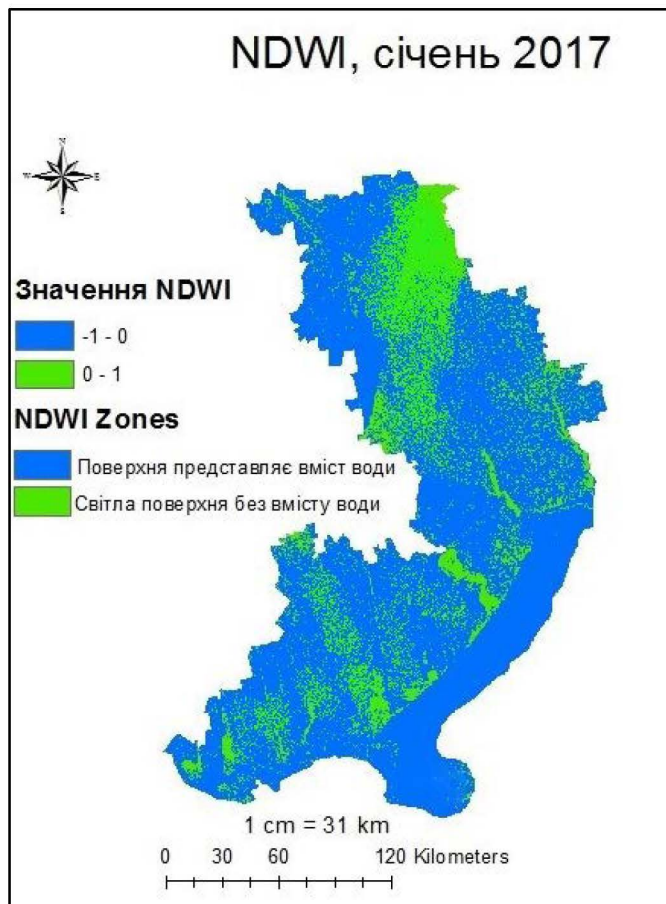 NDWI, січень 2017
N
W E
S
Значення NDWI
-1 - 0
0 - 1
NDWI Zones
Поверхня представляє вміст води
Світла поверхня без вмісту води
1 cm = 31 km
0 30 60 120 Kilometers